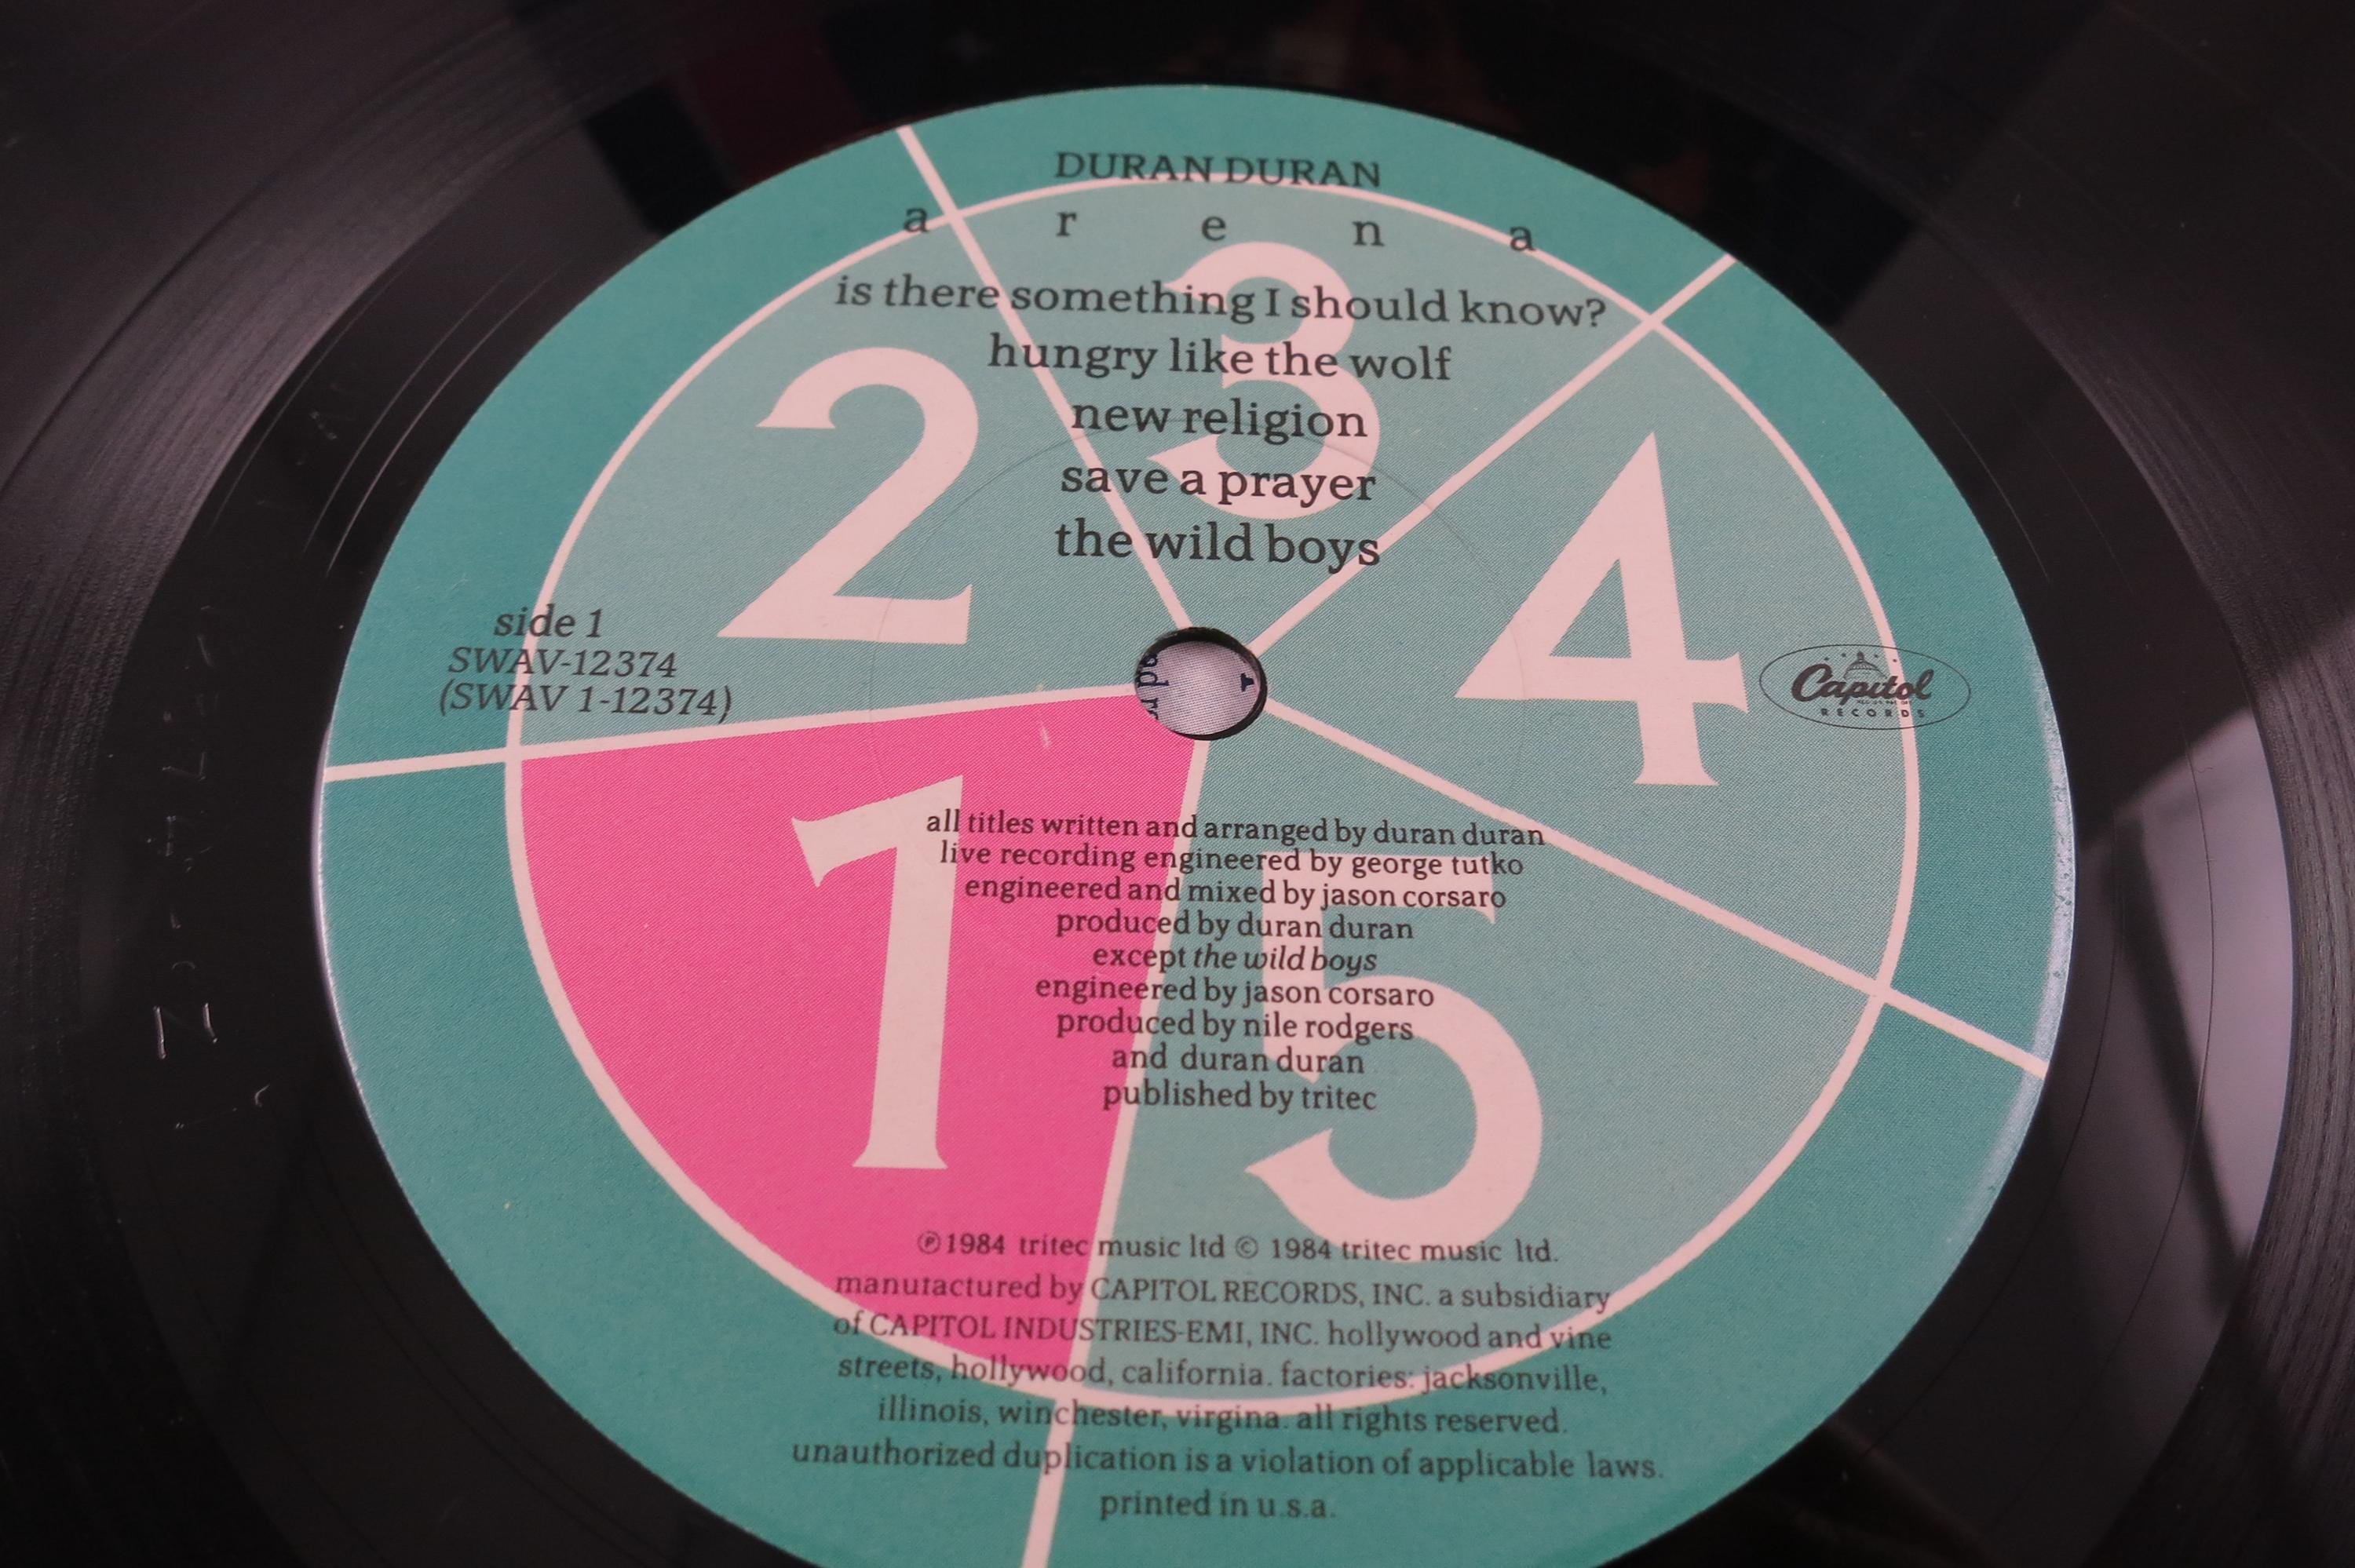 DURAN DURAN
a r e n a
is there something I should know?
hungry like the wolf
new religion
save a prayer
the wild boys
2
3
4
side 1
SWAV-12374
(SWAV 1-12374)
Capitol
RECORDS
1
5
all titles written and arranged by duran duran
live recording engineered by george tutko
engineered and mixed by jason corsaro
produced by duran duran
except the wild boys
engineered by jason corsaro
produced by nile rodgers
and duran duran
published by tritec
℗1984 tritec music ltd © 1984 tritec music ltd.
manufactured by CAPITOL RECORDS, INC. a subsidiary
of CAPITOL INDUSTRIES-EMI, INC. hollywood and vine
streets, hollywood, california. factories: jacksonville,
illinois, winchester, virgina. all rights reserved.
unauthorized duplication is a violation of applicable laws.
printed in u.s.a.